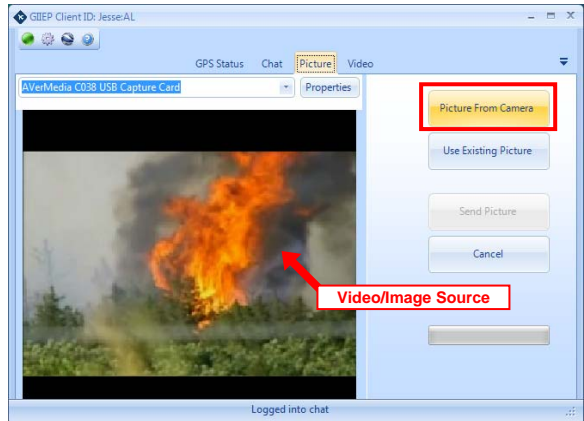 GIIEP Client ID: Jesse:AL
GPS Status Chat Picture Video
AVerMedia C038 USB Capture Card Properties
Picture From Camera
Use Existing Picture
Send Picture
Cancel
Video/Image Source
Logged into chat